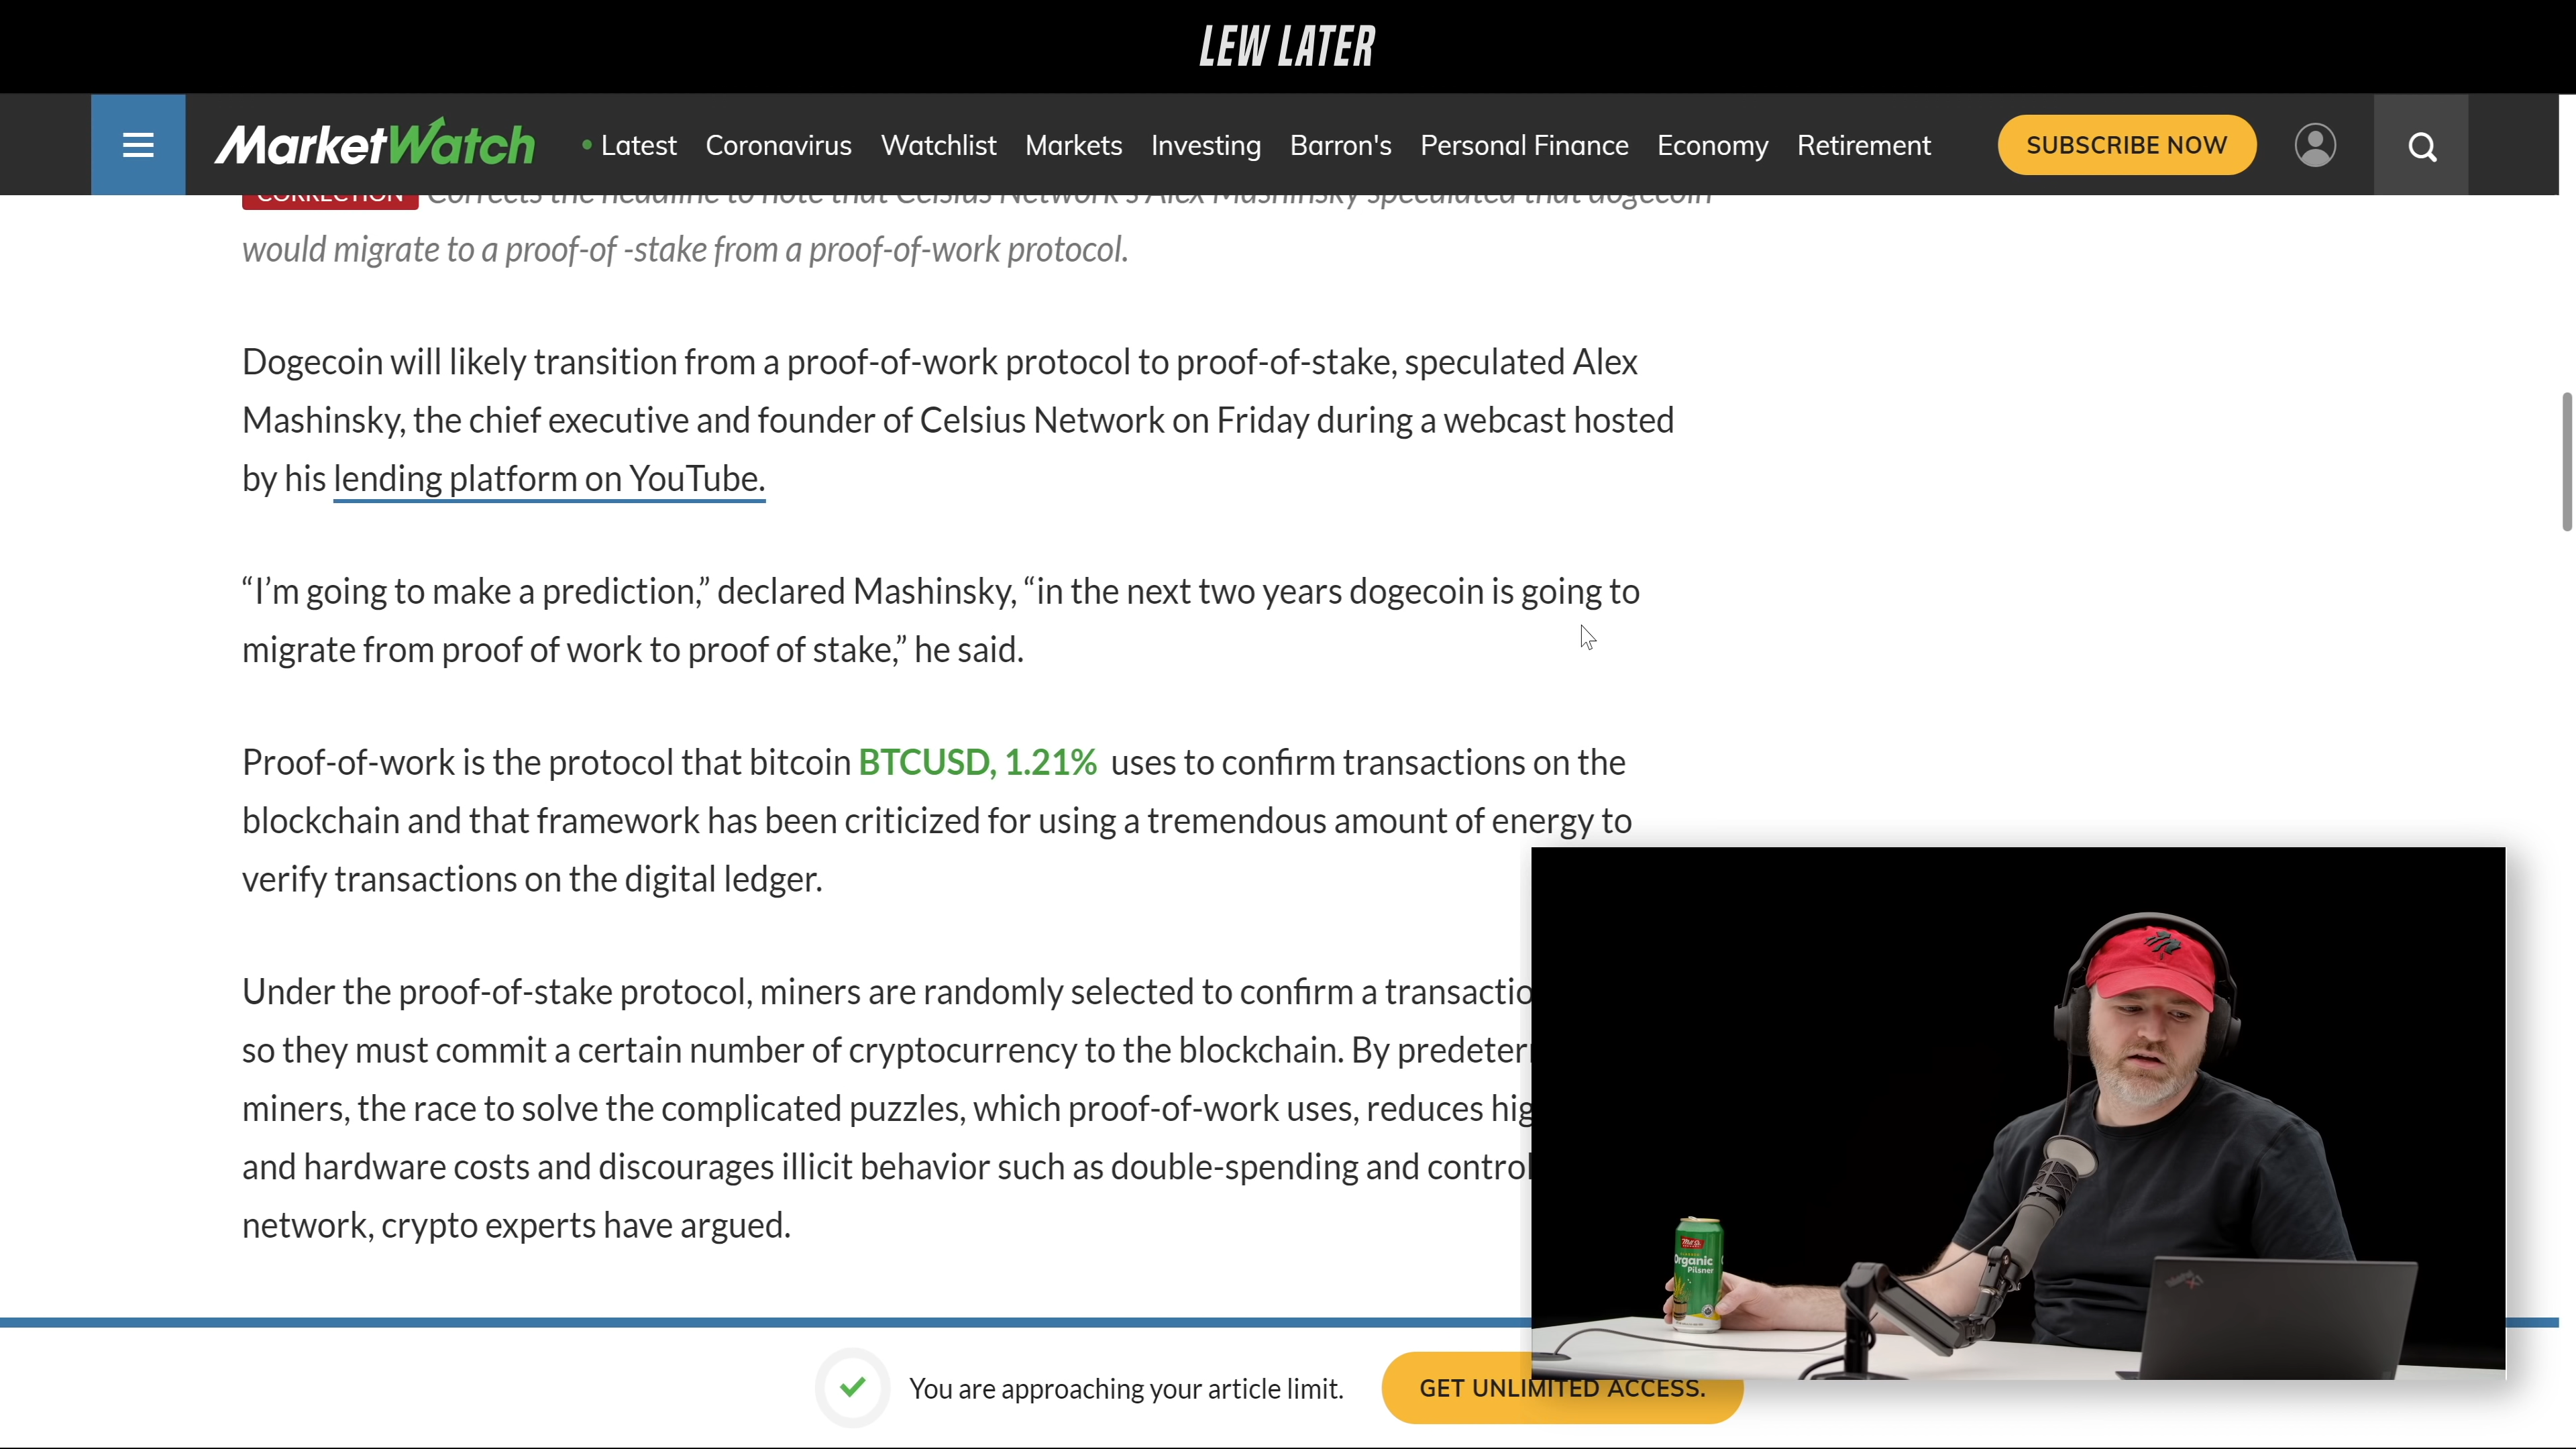 LEW LATER
MarketWatch
Latest Coronavirus Watchlist Markets Investing Barron's Personal Finance Economy Retirement SUBSCRIBE NOW
CORRECTION Corrects the headline to note that Celsius Network's Alex Mashinsky speculated that dogecoin
would migrate to a proof-of -stake from a proof-of-work protocol.
Dogecoin will likely transition from a proof-of-work protocol to proof-of-stake, speculated Alex
Mashinsky, the chief executive and founder of Celsius Network on Friday during a webcast hosted
by his lending platform on YouTube.
“I’m going to make a prediction,” declared Mashinsky, “in the next two years dogecoin is going to
migrate from proof of work to proof of stake,” he said.
Proof-of-work is the protocol that bitcoin BTCUSD, 1.21% uses to confirm transactions on the
blockchain and that framework has been criticized for using a tremendous amount of energy to
verify transactions on the digital ledger.
Under the proof-of-stake protocol, miners are randomly selected to confirm a transactio
so they must commit a certain number of cryptocurrency to the blockchain. By predeter
miners, the race to solve the complicated puzzles, which proof-of-work uses, reduces hig
and hardware costs and discourages illicit behavior such as double-spending and control
network, crypto experts have argued.
Organic
Pilsner
ThinkPad X1
You are approaching your article limit. GET UNLIMITED ACCESS.